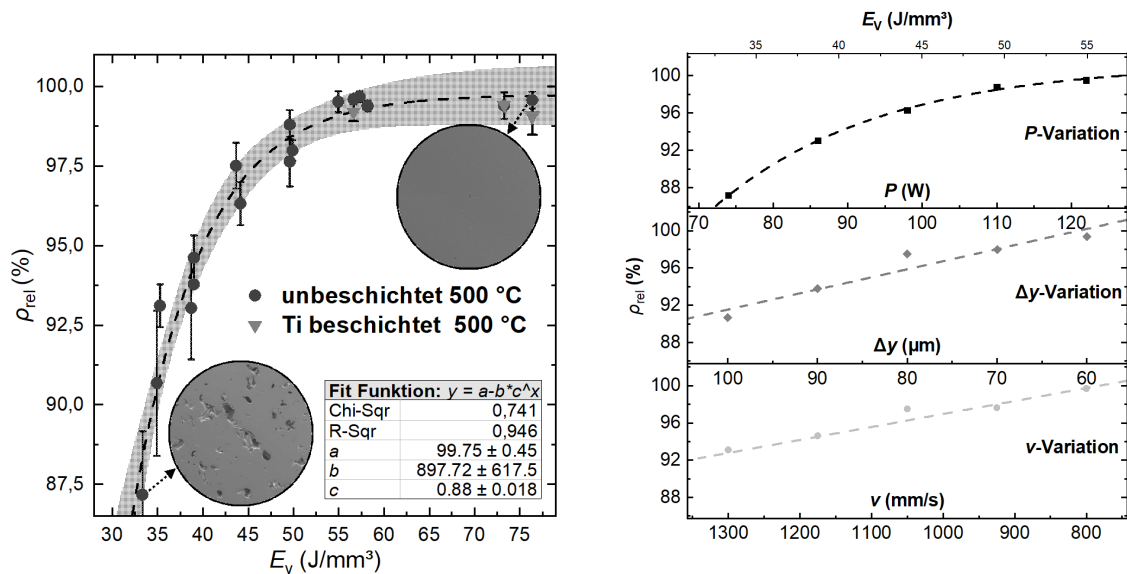 100,0
97,5
95,0
92,5
90,0
87,5
ρrel (%)
unbeschichtet 500 °C
Ti beschichtet 500 °C
Fit Funktion: y = a-b*c^x
Chi-Sqr 0,741
R-Sqr 0,946
a 99.75 ± 0.45
b 897.72 ± 617.5
c 0.88 ± 0.018
30 35 40 45 50 55 60 65 70 75
Ev (J/mm³)
Ev (J/mm³)
35 40 45 50 55
100
96
92
88
P-Variation
P (W)
70 80 90 100 110 120
100
96
92
88
ρrel (%)
Δy-Variation
Δy (µm)
100 90 80 70 60
100
96
92
88
v-Variation
v (mm/s)
1300 1200 1100 1000 900 800